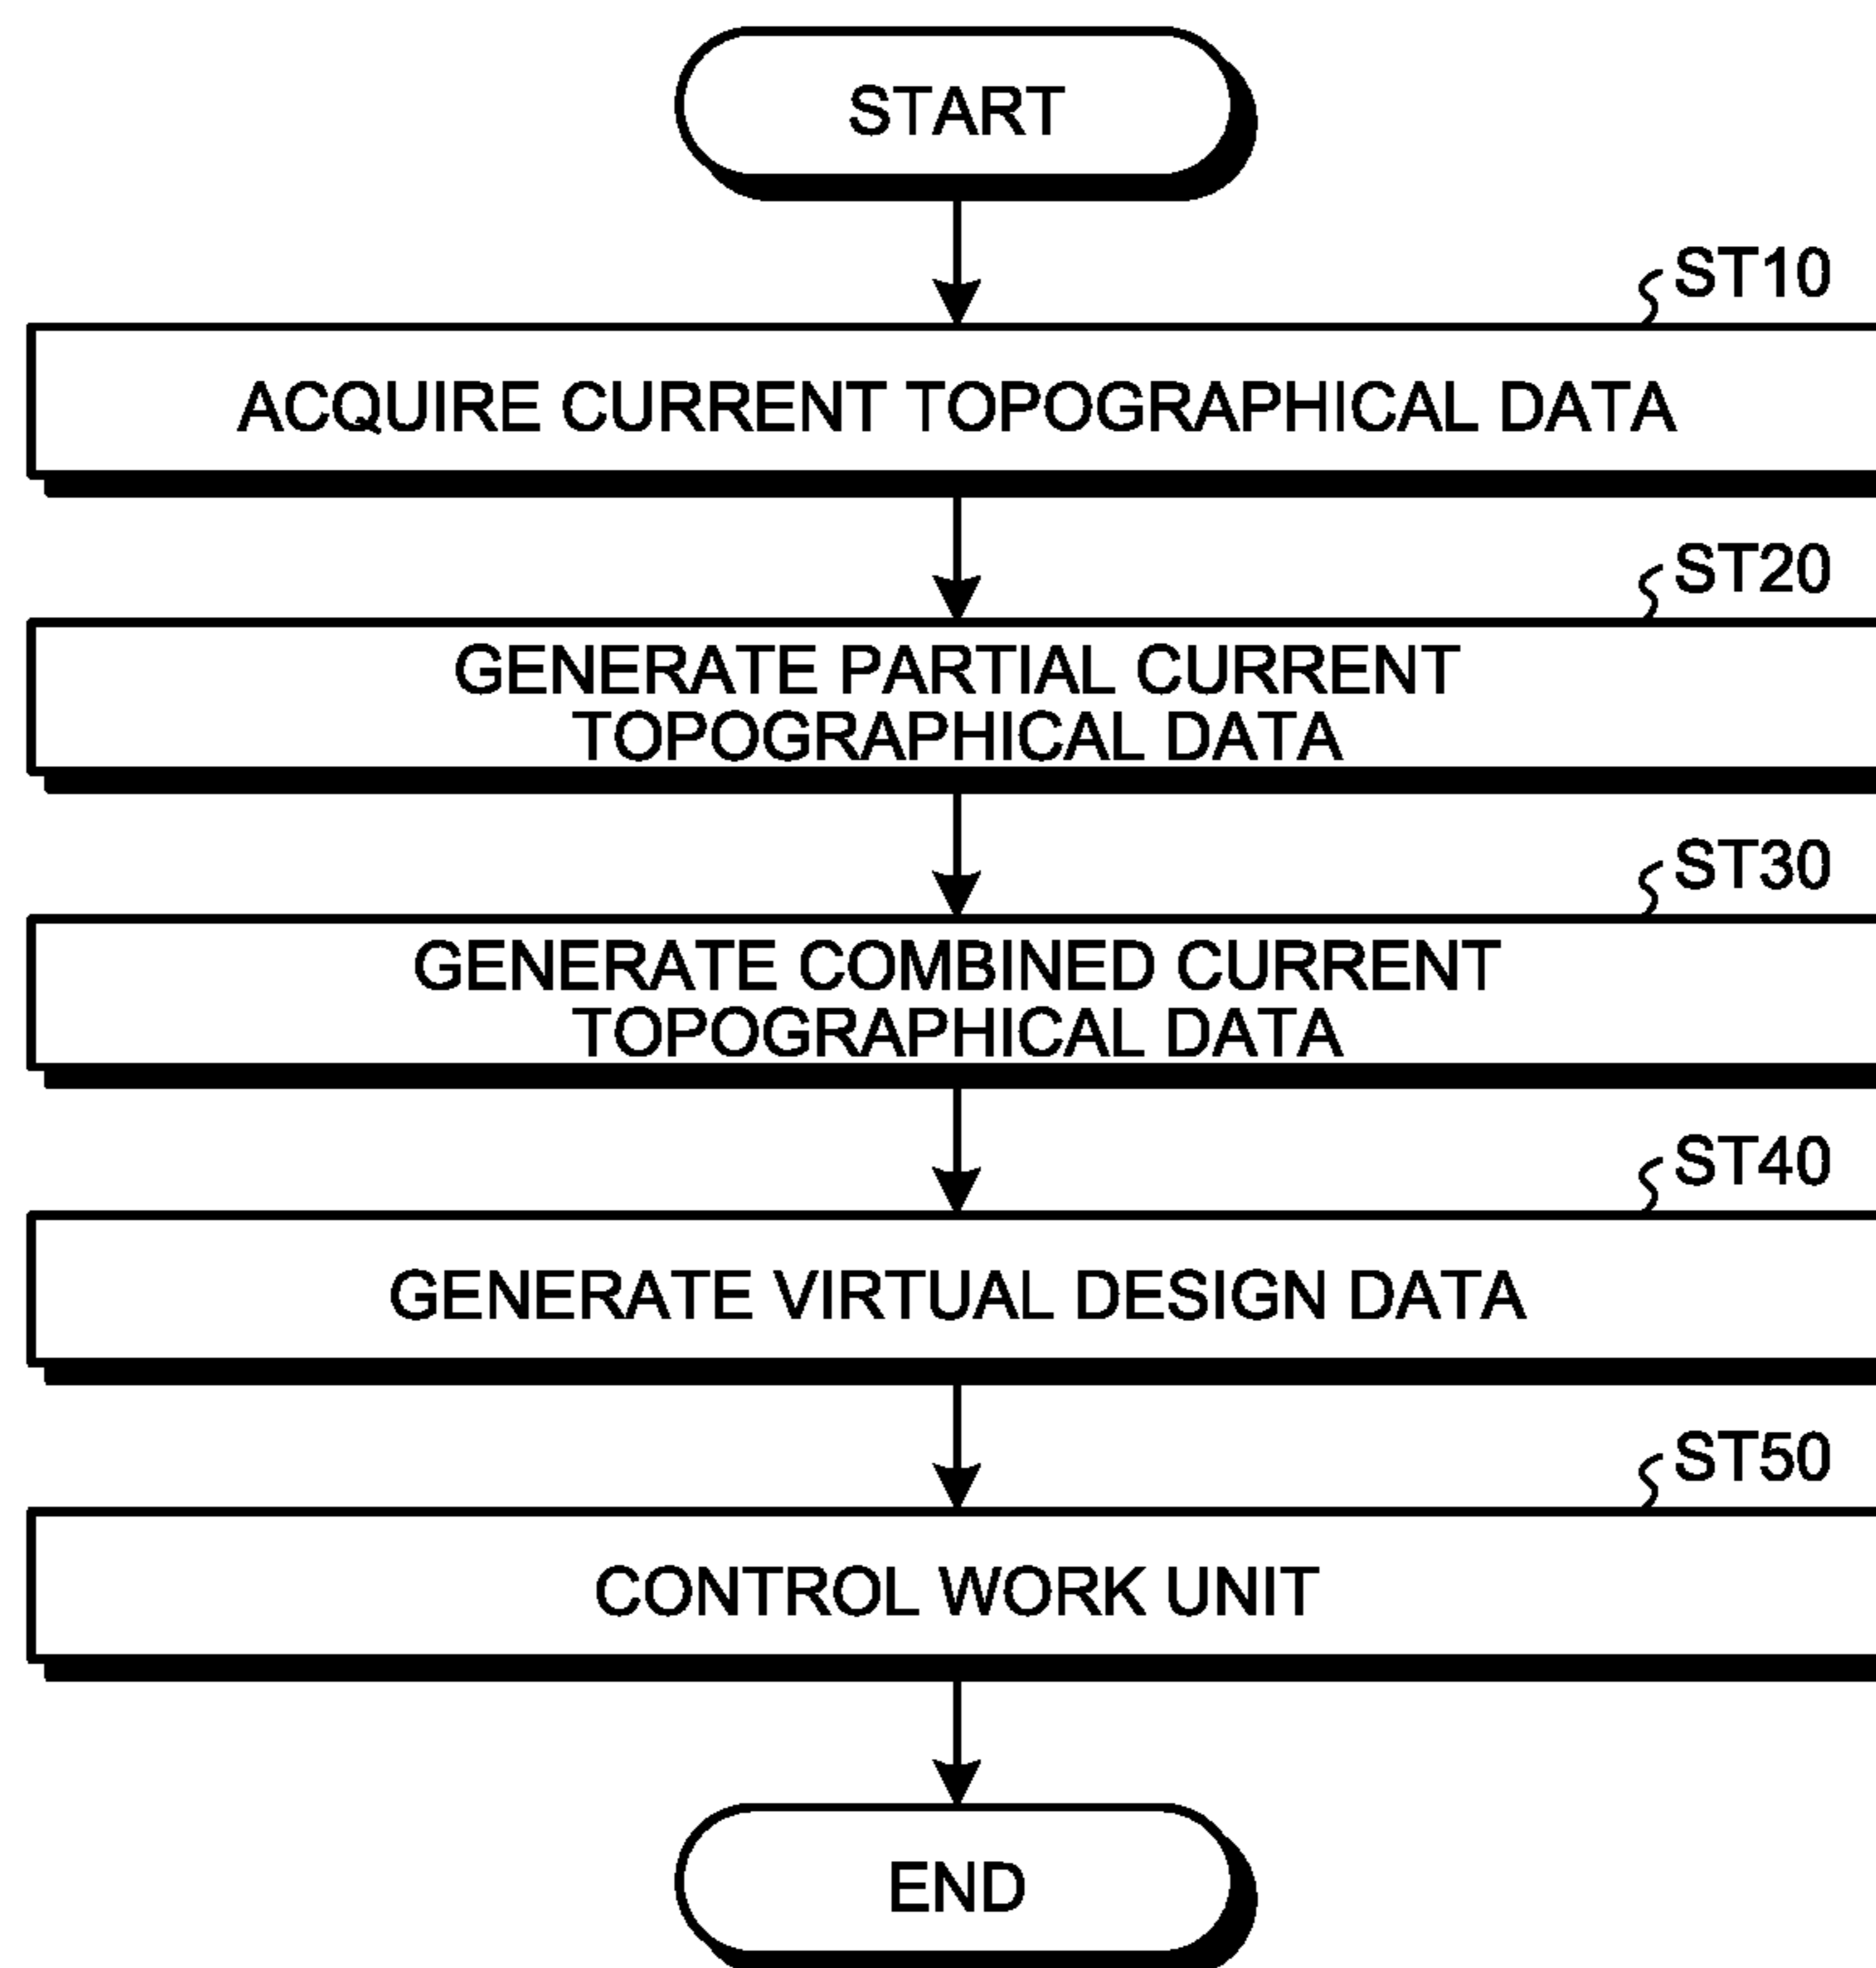 START
ST10
ACQUIRE CURRENT TOPOGRAPHICAL DATA
ST20
GENERATE PARTIAL CURRENT
TOPOGRAPHICAL DATA
ST30
GENERATE COMBINED CURRENT
TOPOGRAPHICAL DATA
ST40
GENERATE VIRTUAL DESIGN DATA
ST50
CONTROL WORK UNIT
END